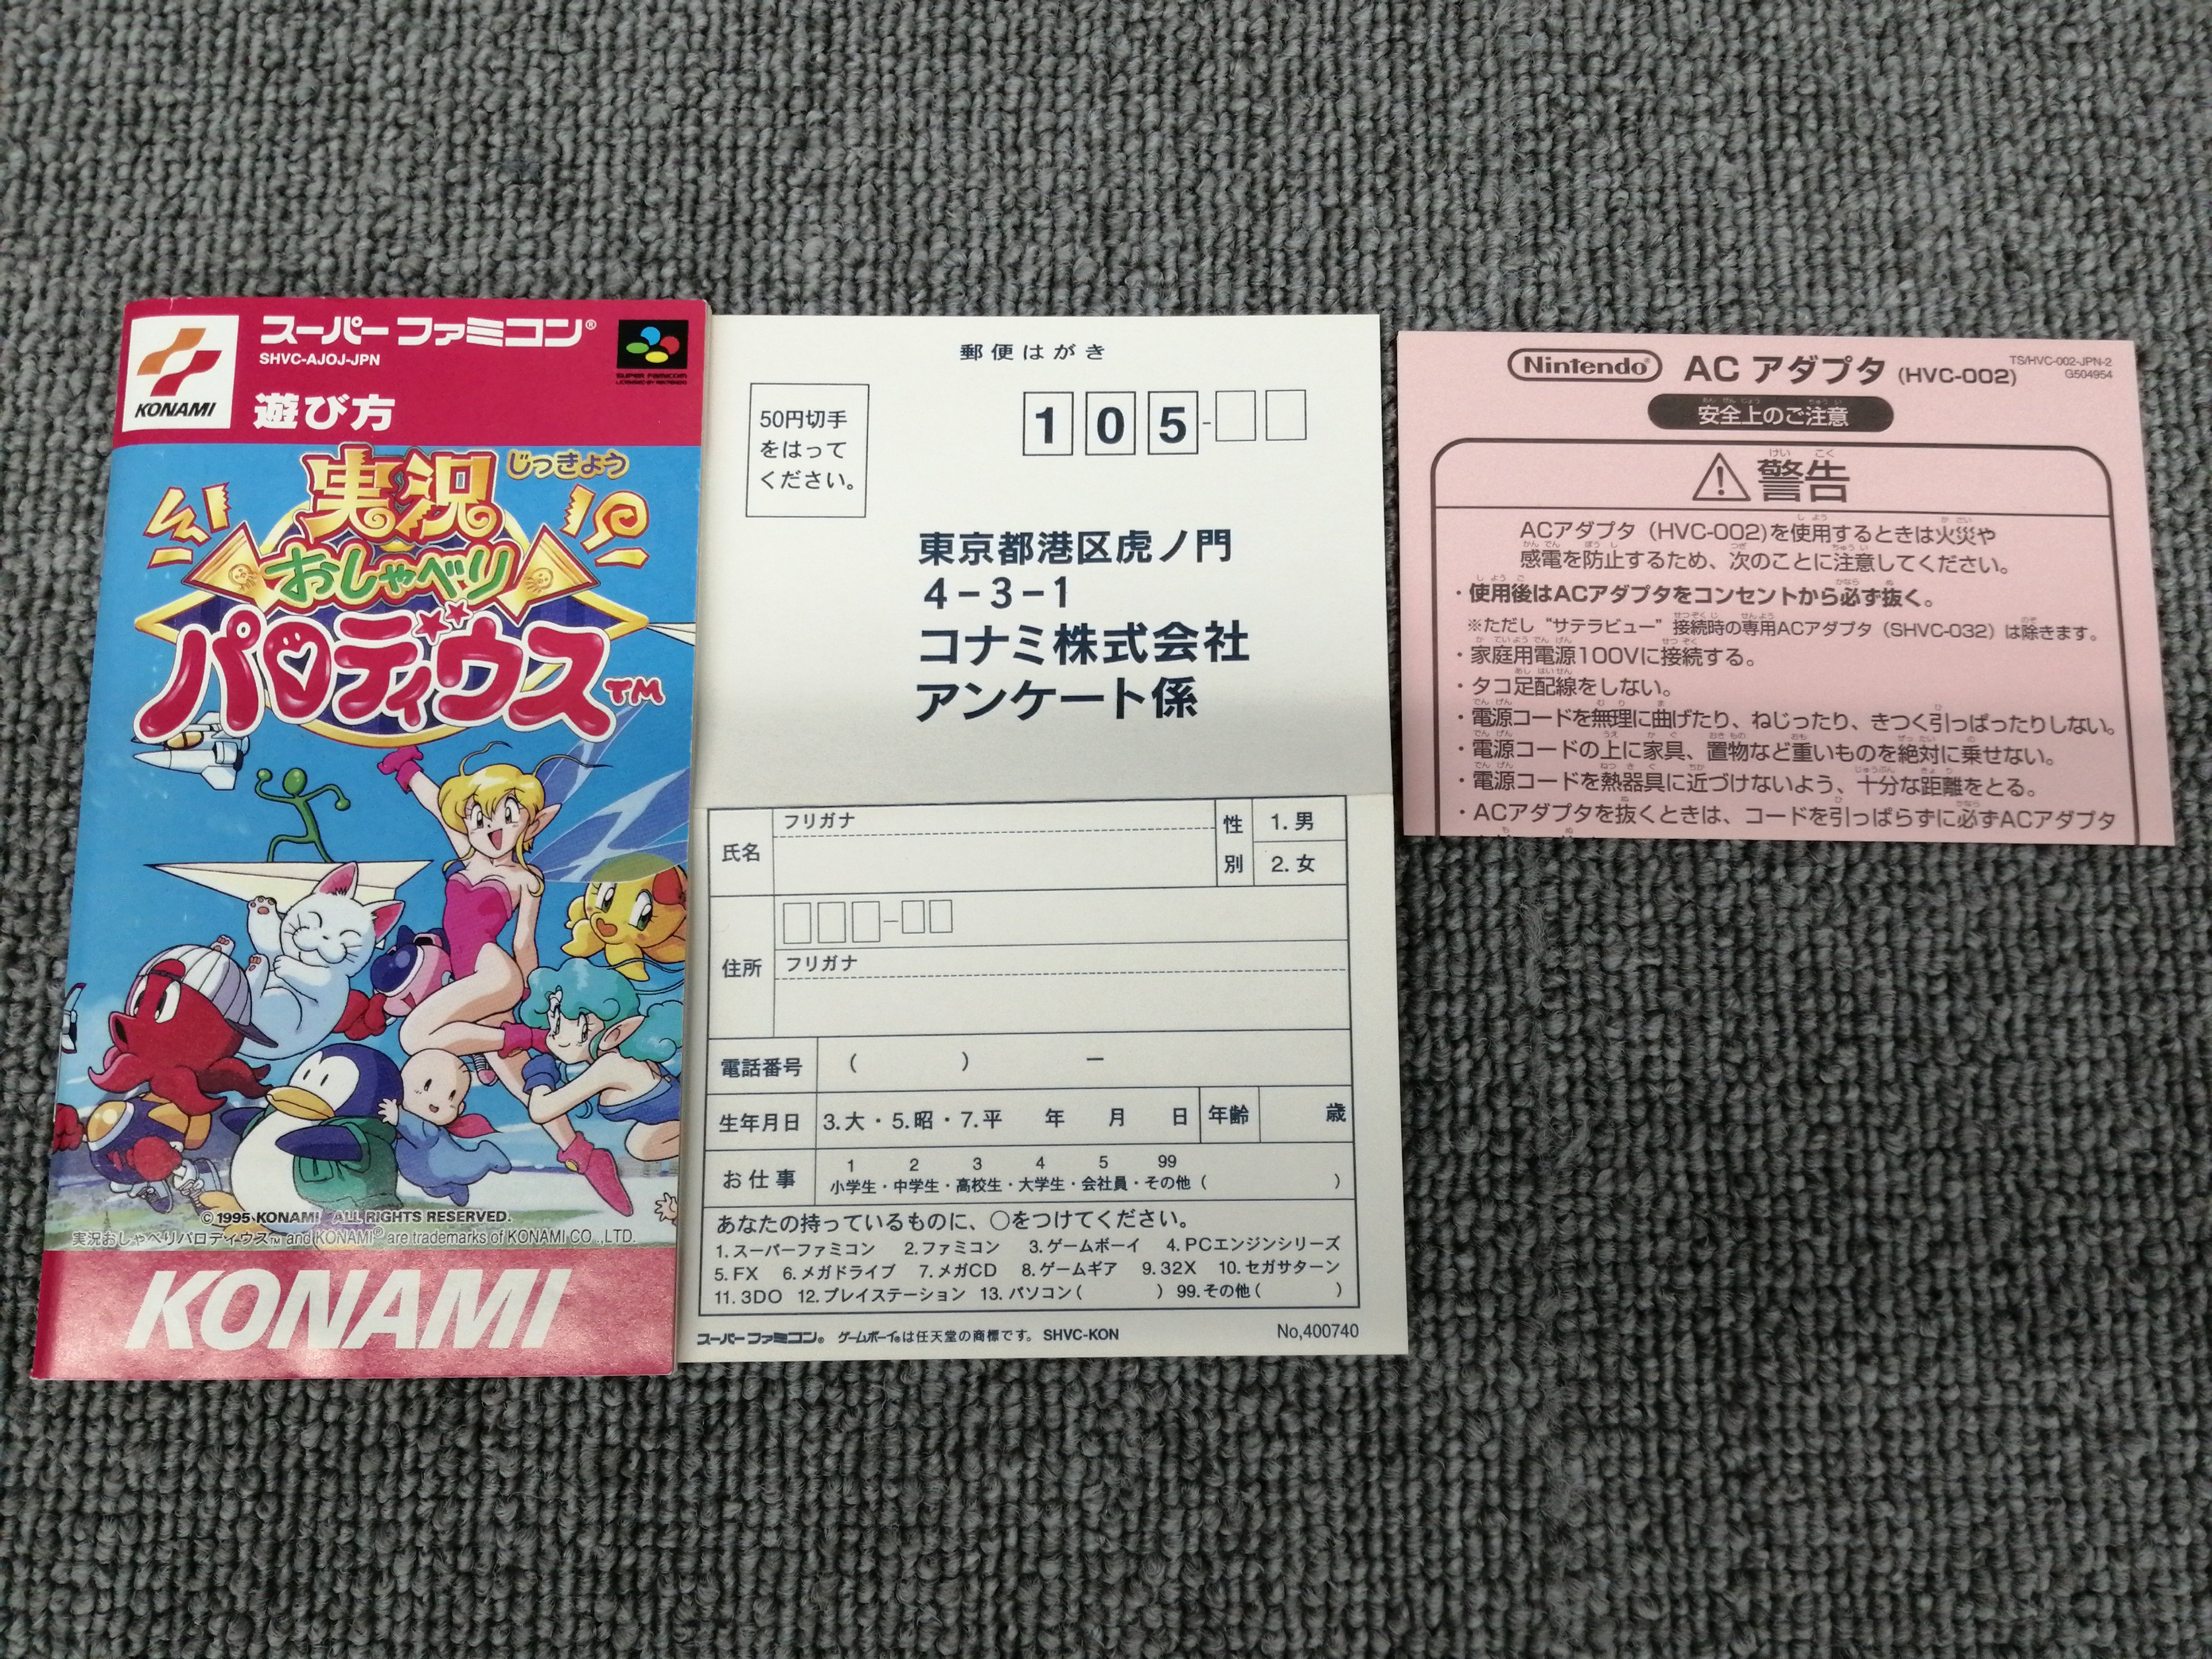 KONAMI
スーパーファミコン®
SHVC-AJOJ-JPN
遊び方
SUPER FAMICOM
実況
じっきょう
おしゃべり
パロディウス™
© 1995 KONAMI ALL RIGHTS RESERVED.
実況おしゃべりパロディウス™ and KONAMI® are trademarks of KONAMI CO.,LTD.
KONAMI
郵便はがき
50円切手
をはって
ください。
105-
東京都港区虎ノ門
4-3-1
コナミ株式会社
アンケート係
氏名
フリガナ
性別
1. 男
2. 女
住所
フリガナ
電話番号 ( ) ー
生年月日 3.大・5.昭・7.平 年 月 日 年齢 歳
お仕事
1 2 3 4 5 99
小学生・中学生・高校生・大学生・会社員・その他( )
あなたの持っているものに、○をつけてください。
1. スーパーファミコン 2. ファミコン 3. ゲームボーイ 4. PCエンジンシリーズ
5. FX 6. メガドライブ 7. メガCD 8. ゲームギア 9. 32X 10. セガサターン
11. 3DO 12. プレイステーション 13. パソコン( ) 99. その他( )
スーパーファミコン® ゲームボーイ®は任天堂の商標です。 SHVC-KON
No,400740
Nintendo® ACアダプタ (HVC-002)
TS/HVC-002-JPN-2
G504954
安全上のご注意
警告
ACアダプタ(HVC-002)を使用するときは火災や
感電を防止するため、次のことに注意してください。
・使用後はACアダプタをコンセントから必ず抜く。
※ただし“サテラビュー”接続時の専用ACアダプタ(SHVC-032)は除きます。
・家庭用電源100Vに接続する。
・タコ足配線をしない。
・電源コードを無理に曲げたり、ねじったり、きつく引っぱったりしない。
・電源コードの上に家具、置物など重いものを絶対に乗せない。
・電源コードを熱器具に近づけないよう、十分な距離をとる。
・ACアダプタを抜くときは、コードを引っぱらずに必ずACアダプタ